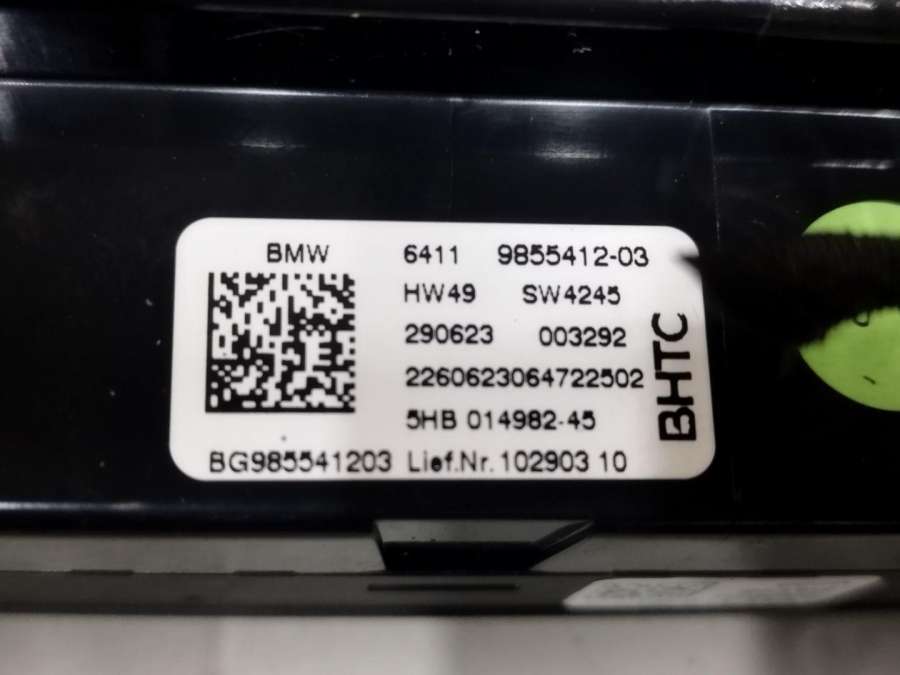 BMW 6411 9855412-03
HW49 SW4245
290623 003292
2260623064722502
5HB 014982-45
BG985541203 Lief.Nr. 102903 10
BHTC